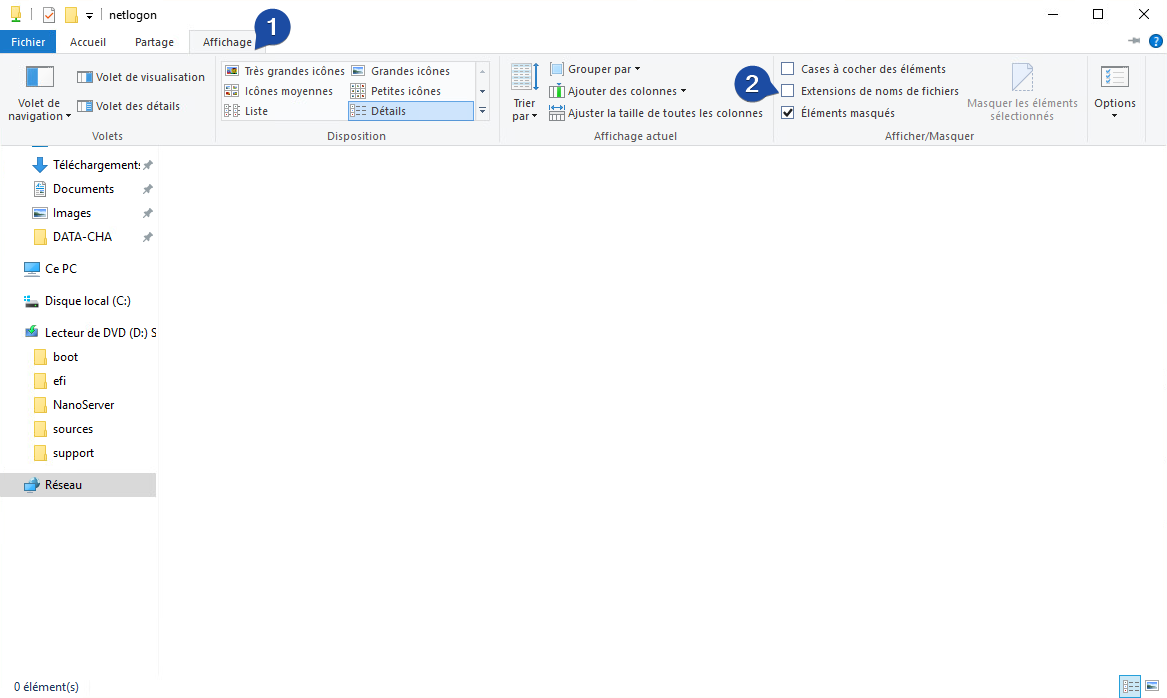 netlogon
1
Fichier
Accueil
Partage
Affichage
Volet de
navigation
Volet de visualisation
Volet des détails
Volets
Très grandes icônes
Grandes icônes
Icônes moyennes
Petites icônes
Liste
Détails
Disposition
Trier
par
Grouper par
Ajouter des colonnes
Ajuster la taille de toutes les colonnes
Affichage actuel
2
Cases à cocher des éléments
Extensions de noms de fichiers
Éléments masqués
Masquer les éléments
sélectionnés
Afficher/Masquer
Options
?
Téléchargements
Documents
Images
DATA-CHA
Ce PC
Disque local (C:)
Lecteur de DVD (D:) S
boot
efi
NanoServer
sources
support
Réseau
0 élément(s)